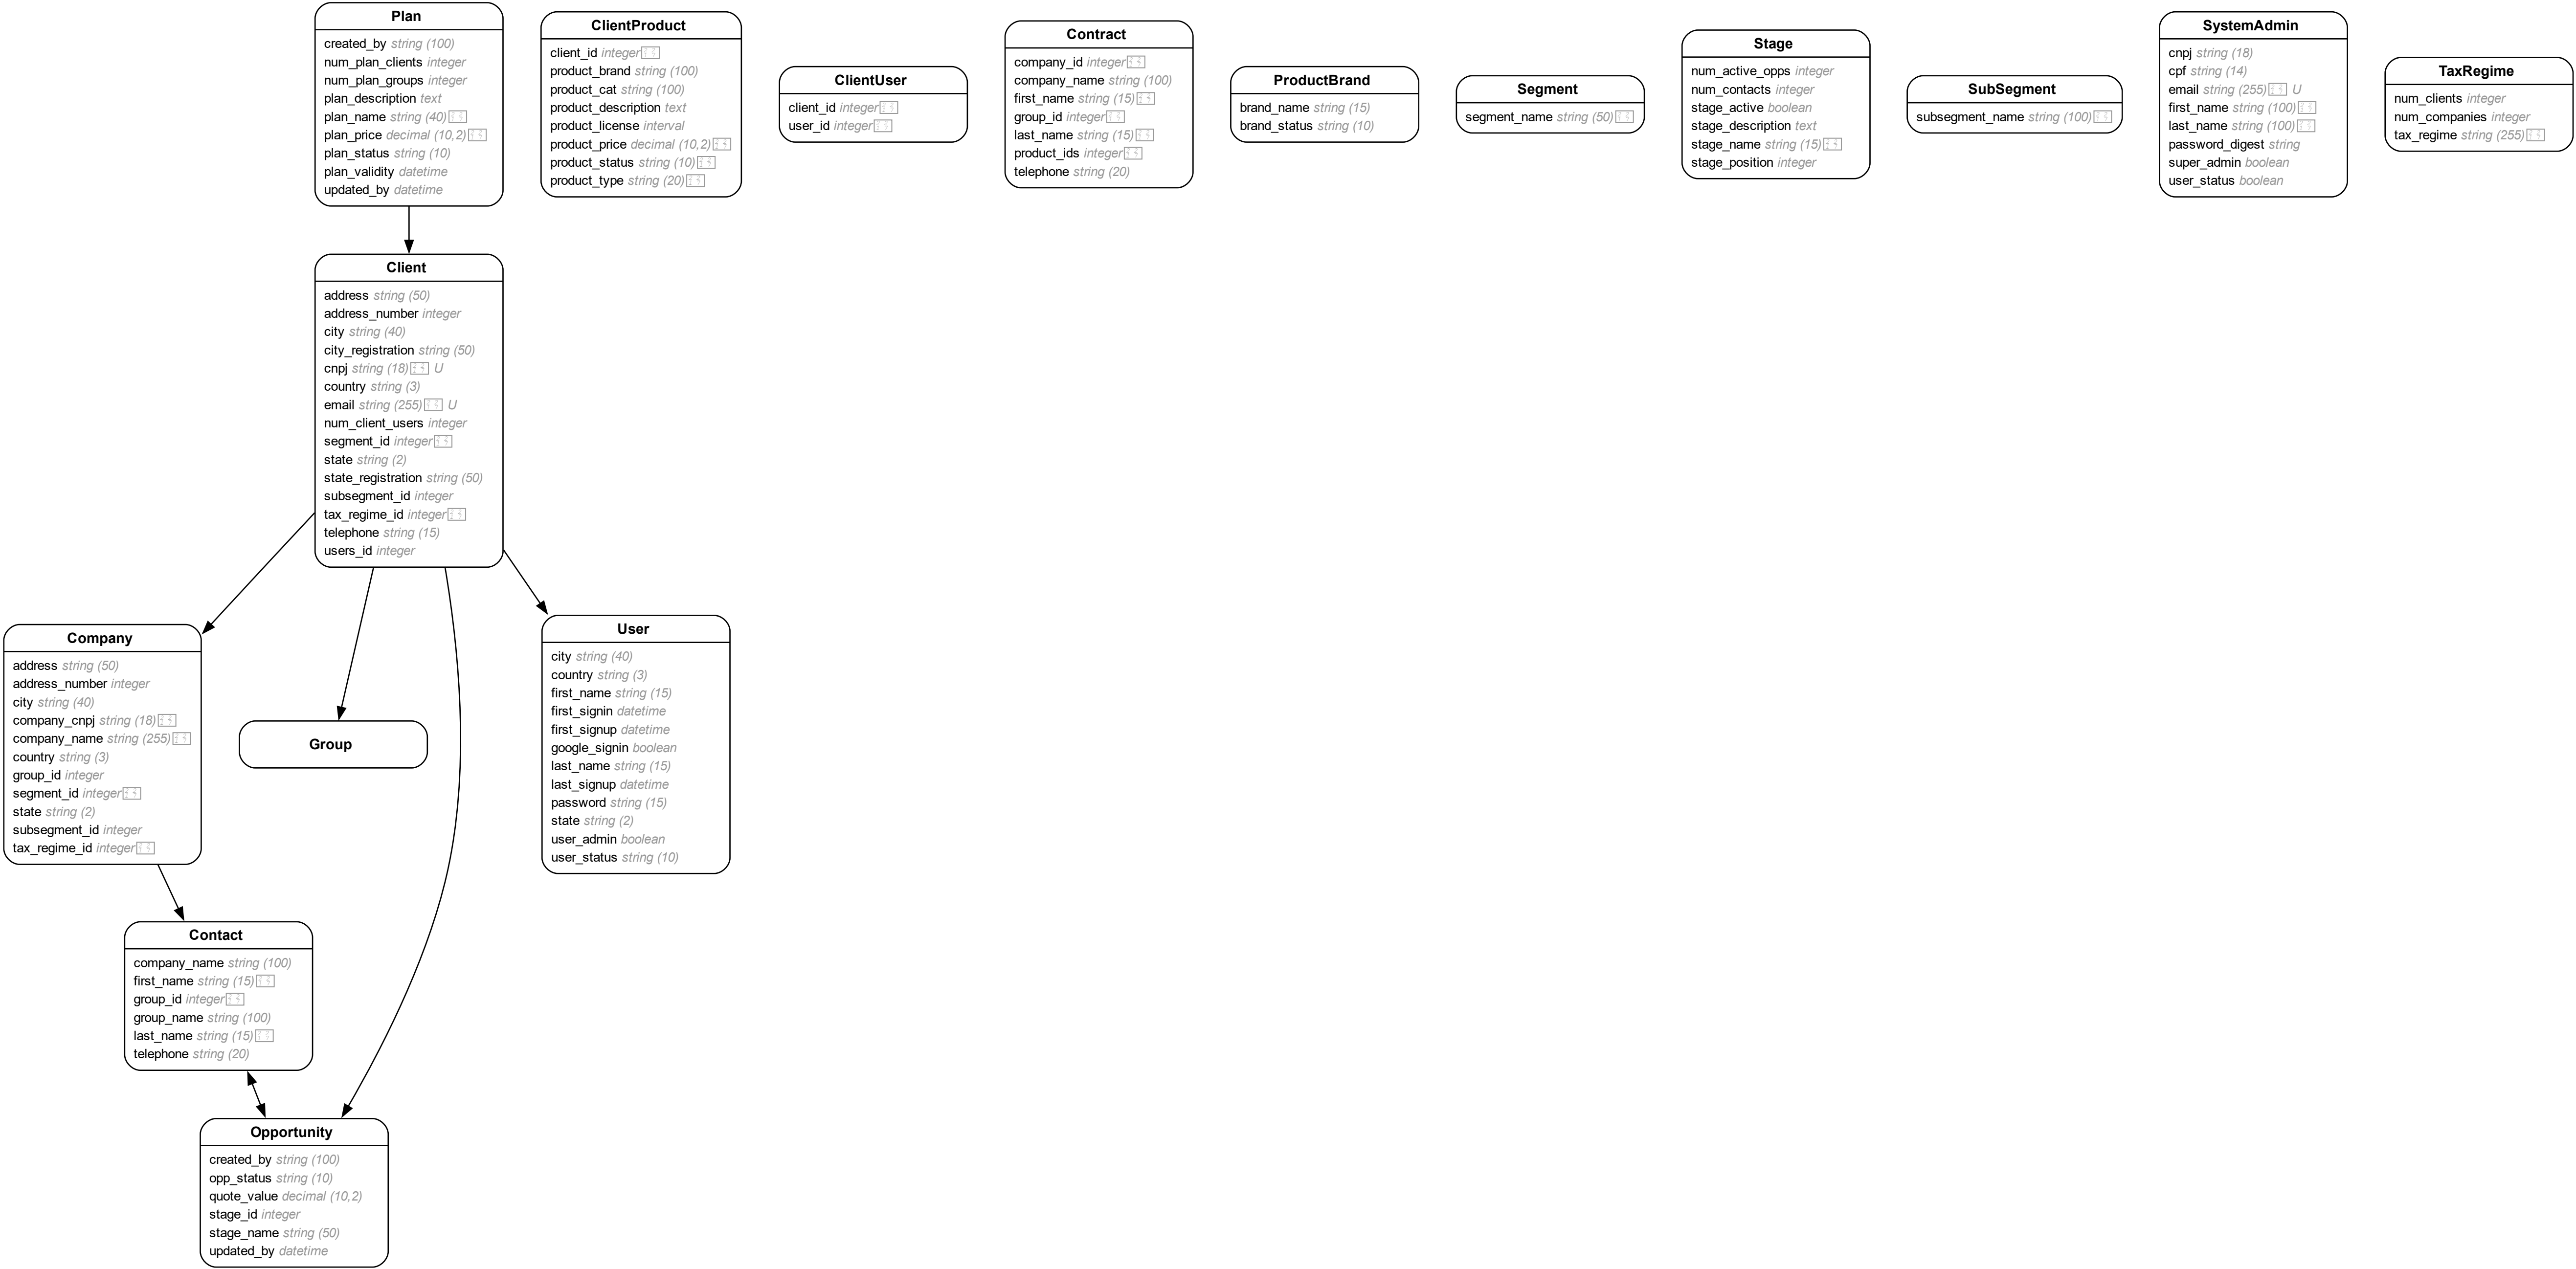 Plan
created_by string (100)
num_plan_clients integer
num_plan_groups integer
plan_description text
plan_name string (40)
plan_price decimal (10,2)
plan_status string (10)
plan_validity datetime
updated_by datetime
ClientProduct
client_id integer
product_brand string (100)
product_cat string (100)
product_description text
product_license interval
product_price decimal (10,2)
product_status string (10)
product_type string (20)
ClientUser
client_id integer
user_id integer
Contract
company_id integer
company_name string (100)
first_name string (15)
group_id integer
last_name string (15)
product_ids integer
telephone string (20)
ProductBrand
brand_name string (15)
brand_status string (10)
Segment
segment_name string (50)
Stage
num_active_opps integer
num_contacts integer
stage_active boolean
stage_description text
stage_name string (15)
stage_position integer
SubSegment
subsegment_name string (100)
SystemAdmin
cnpj string (18)
cpf string (14)
email string (255) U
first_name string (100)
last_name string (100)
password_digest string
super_admin boolean
user_status boolean
TaxRegime
num_clients integer
num_companies integer
tax_regime string (255)
Client
address string (50)
address_number integer
city string (40)
city_registration string (50)
cnpj string (18) U
country string (3)
email string (255) U
num_client_users integer
segment_id integer
state string (2)
state_registration string (50)
subsegment_id integer
tax_regime_id integer
telephone string (15)
users_id integer
Company
address string (50)
address_number integer
city string (40)
company_cnpj string (18)
company_name string (255)
country string (3)
group_id integer
segment_id integer
state string (2)
subsegment_id integer
tax_regime_id integer
Group
User
city string (40)
country string (3)
first_name string (15)
first_signin datetime
first_signup datetime
google_signin boolean
last_name string (15)
last_signup datetime
password string (15)
state string (2)
user_admin boolean
user_status string (10)
Contact
company_name string (100)
first_name string (15)
group_id integer
group_name string (100)
last_name string (15)
telephone string (20)
Opportunity
created_by string (100)
opp_status string (10)
quote_value decimal (10,2)
stage_id integer
stage_name string (50)
updated_by datetime